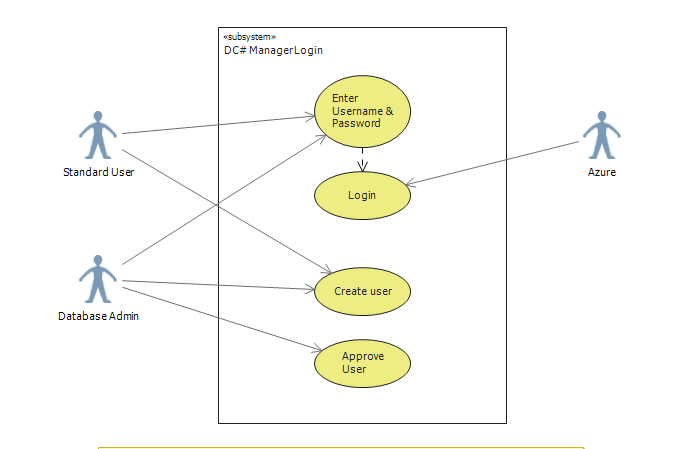 «subsystem»
DC# ManagerLogin
Enter
Username &
Password
Standard User
Azure
Login
Create user
Database Admin
Approve
User